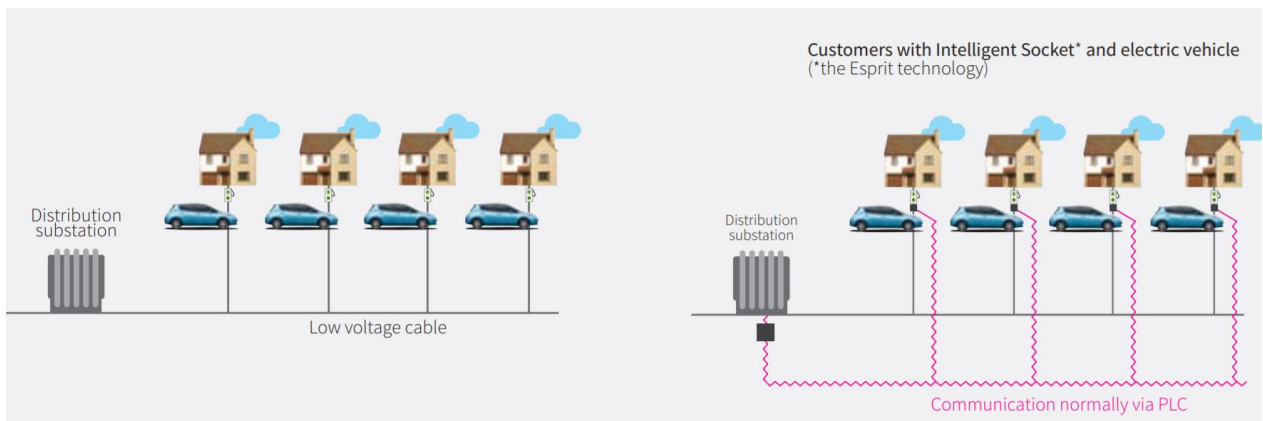 Distribution
substation
Low voltage cable
Customers with Intelligent Socket* and electric vehicle
(*the Esprit technology)
Distribution
substation
Communication normally via PLC